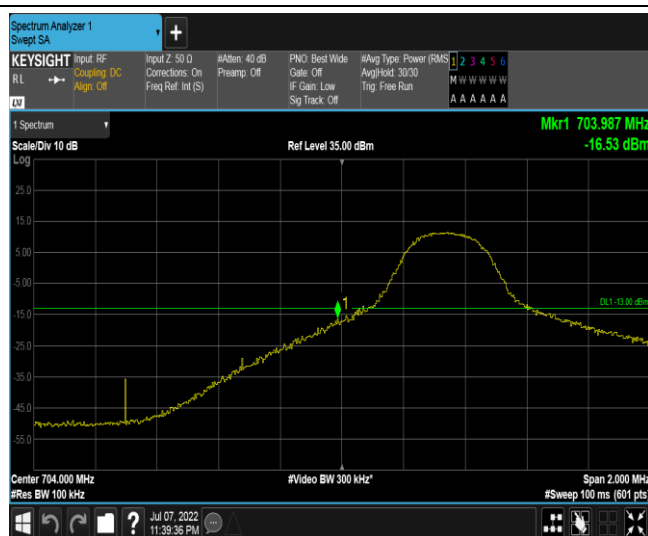 Spectrum Analyzer 1
Swept SA
+
KEYSIGHT
RL
LXI
Input: RF
Coupling: DC
Align: Off
Input Z: 50 Ω
Corrections: On
Freq Ref: Int (S)
#Atten: 40 dB
Preamp: Off
PNO: Best Wide
Gate: Off
IF Gain: Low
Sig Track: Off
#Avg Type: Power (RMS
Avg|Hold: 30/30
Trig: Free Run
1 2 3 4 5 6
M W W W W W
A A A A A A
1 Spectrum
Mkr1 703.987 MHz
Scale/Div 10 dB
Ref Level 35.00 dBm
-16.53 dBm
Log
25.0
15.0
5.00
-5.00
1
DL1 -13.00 dBm
-15.0
-25.0
-35.0
-45.0
-55.0
Center 704.000 MHz
#Video BW 300 kHz*
Span 2.000 MHz
#Res BW 100 kHz
#Sweep 100 ms (601 pts)
?
Jul 07, 2022
11:39:36 PM